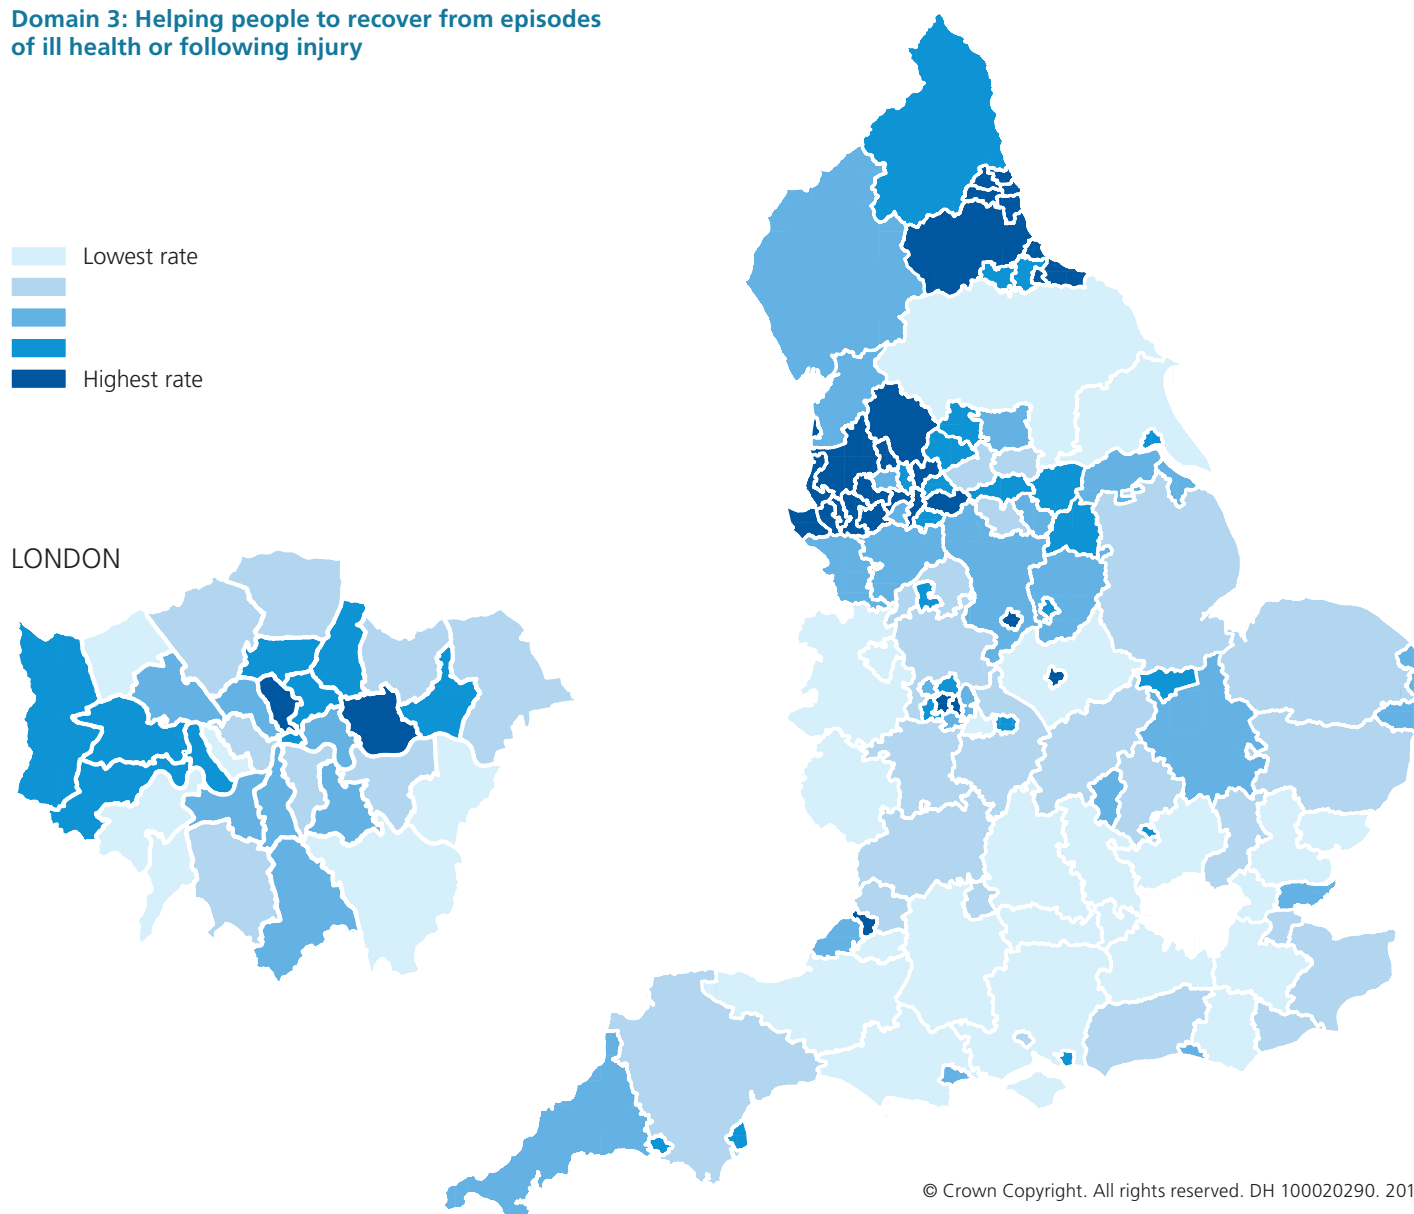 Domain 3: Helping people to recover from episodes
of ill health or following injury
Lowest rate
Highest rate
LONDON
© Crown Copyright. All rights reserved. DH 100020290. 201